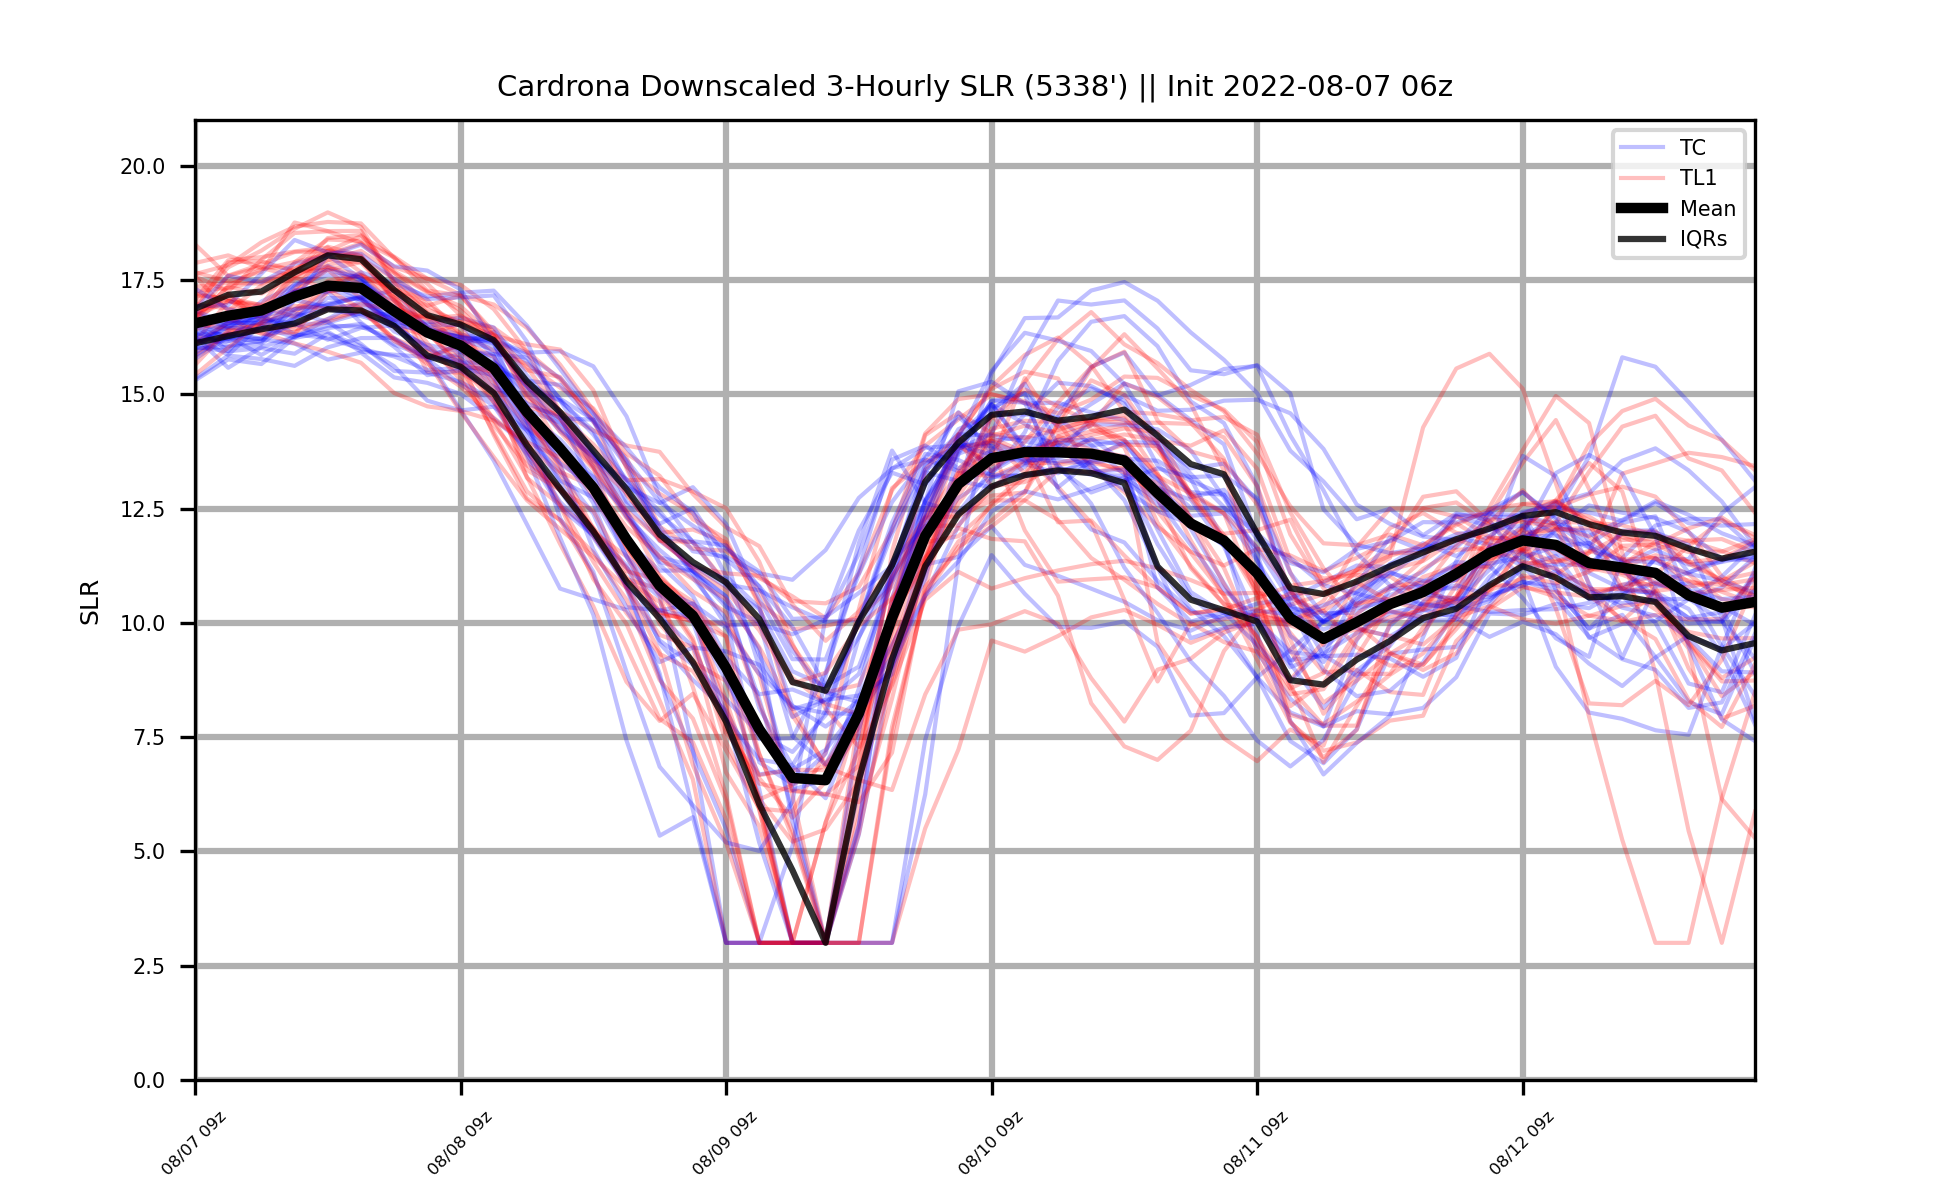 Cardrona Downscaled 3-Hourly SLR (5338') || Init 2022-08-07 06z
TC
TL1
Mean
IQRs
SLR
20.0
17.5
15.0
12.5
10.0
7.5
5.0
2.5
0.0
08/07 09z
08/08 09z
08/09 09z
08/10 09z
08/11 09z
08/12 09z